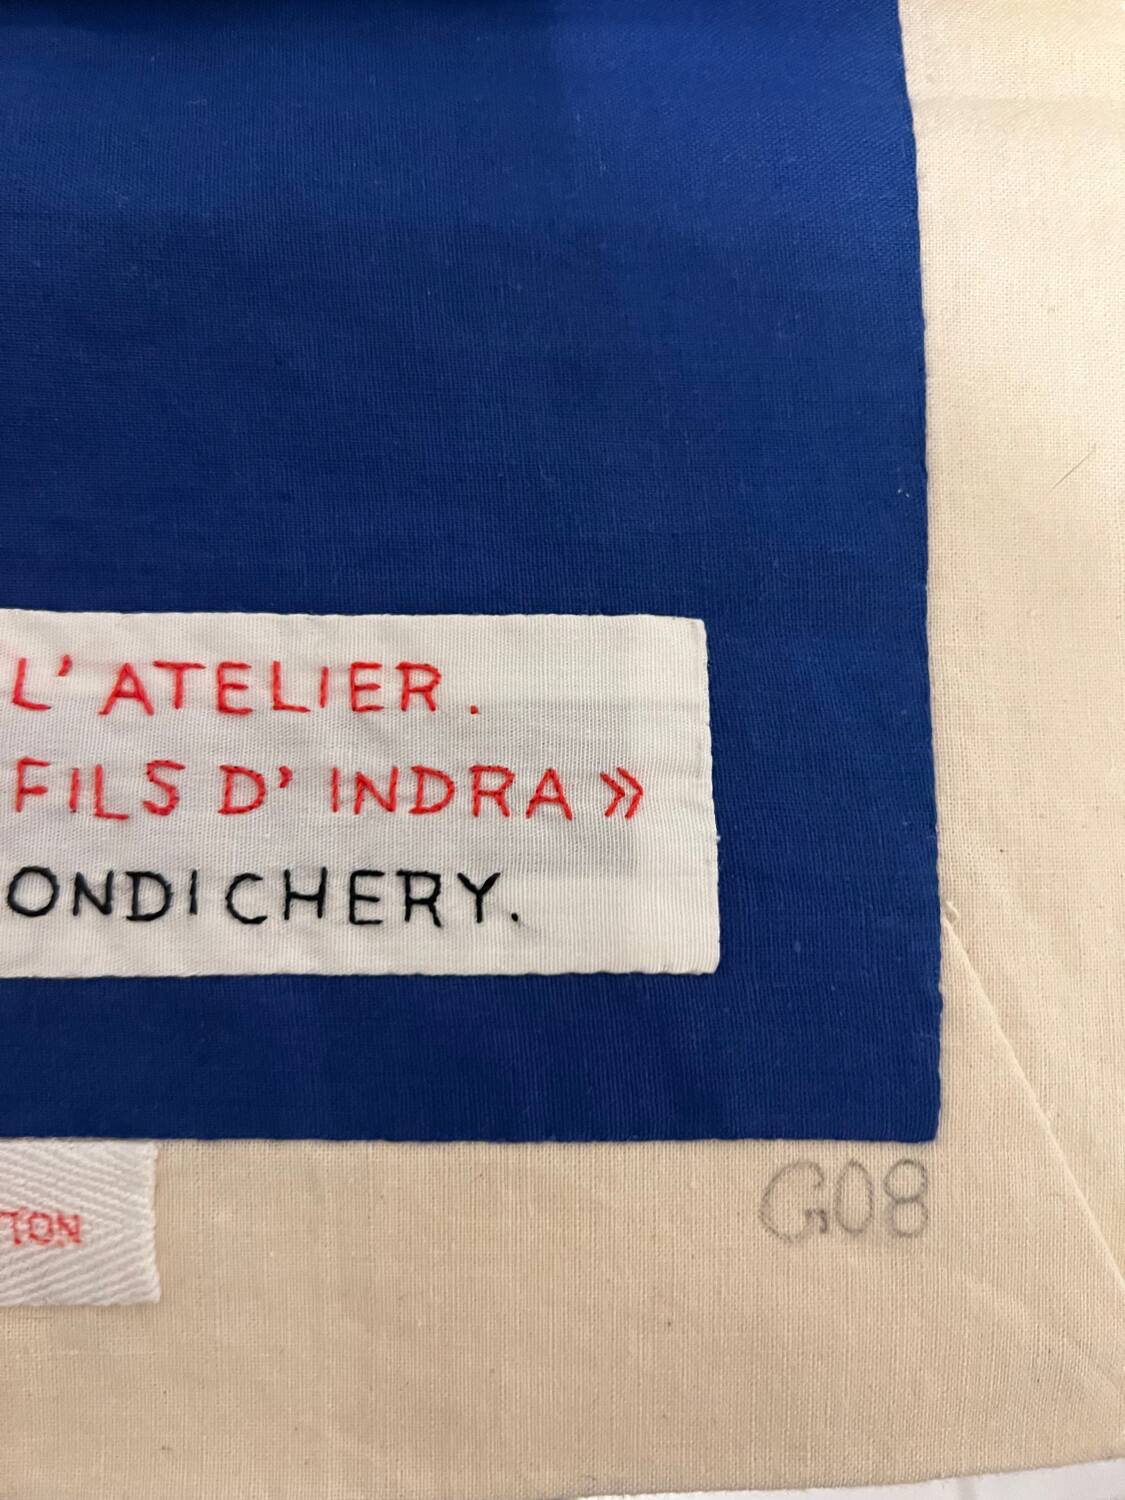 L'ATELIER.
FILS D'INDRA»
ONDICHERY.
TON
G08